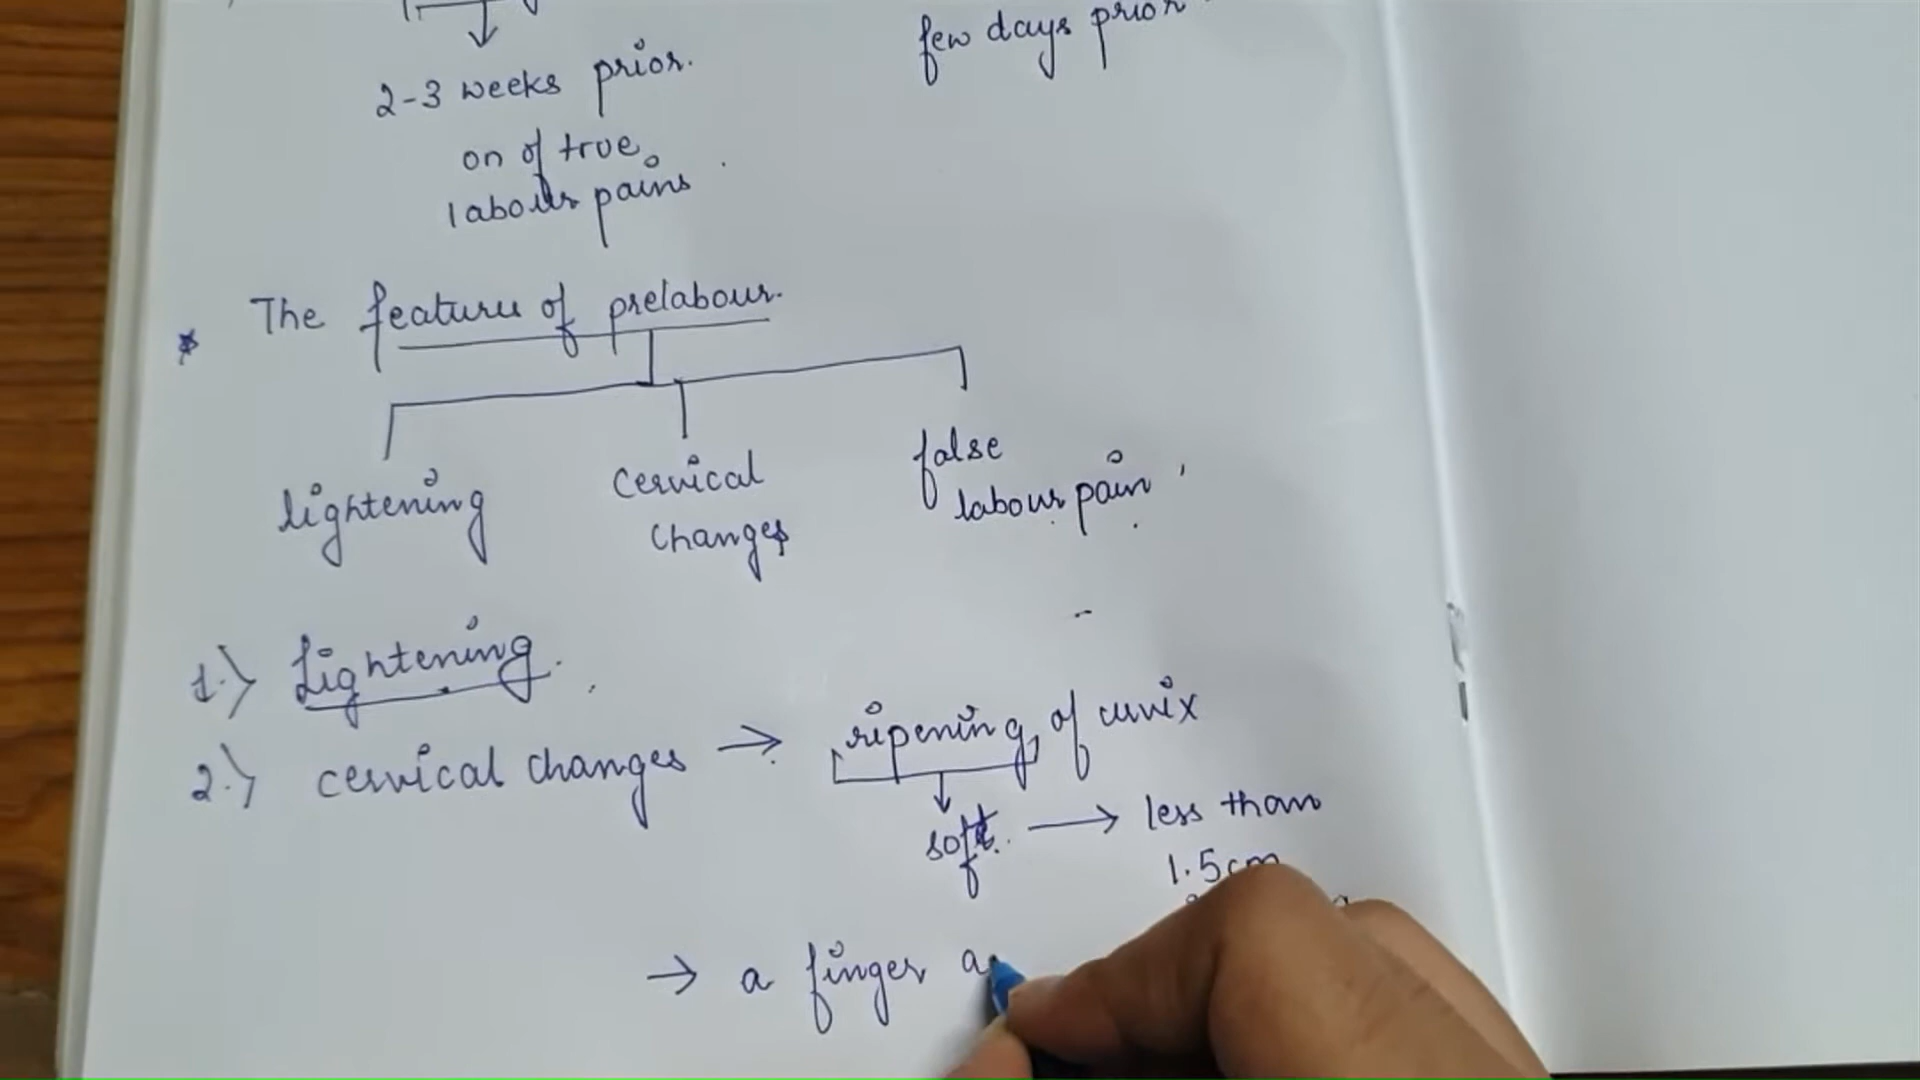 few days prior
2-3 weeks prior.
on of true
labour pains
* The features of prelabour.
lightening
cervical
changes
false
labour pain
1.) Lightening.
2.) cervical changes → ripening of cervix
soft. → less than
1.5cm
→ a finger a